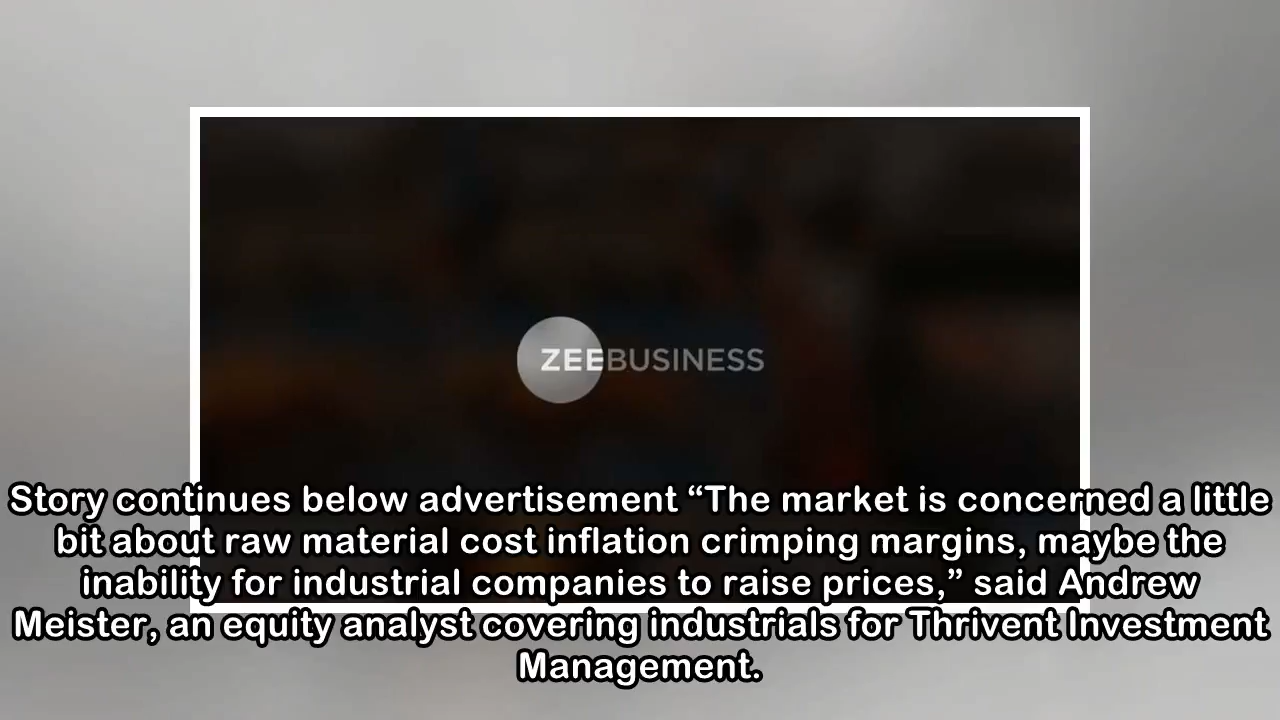 ZEEBUSINESS
Story continues below advertisement “The market is concerned a little
bit about raw material cost inflation crimping margins, maybe the
inability for industrial companies to raise prices,” said Andrew
Meister, an equity analyst covering industrials for Thrivent Investment
Management.